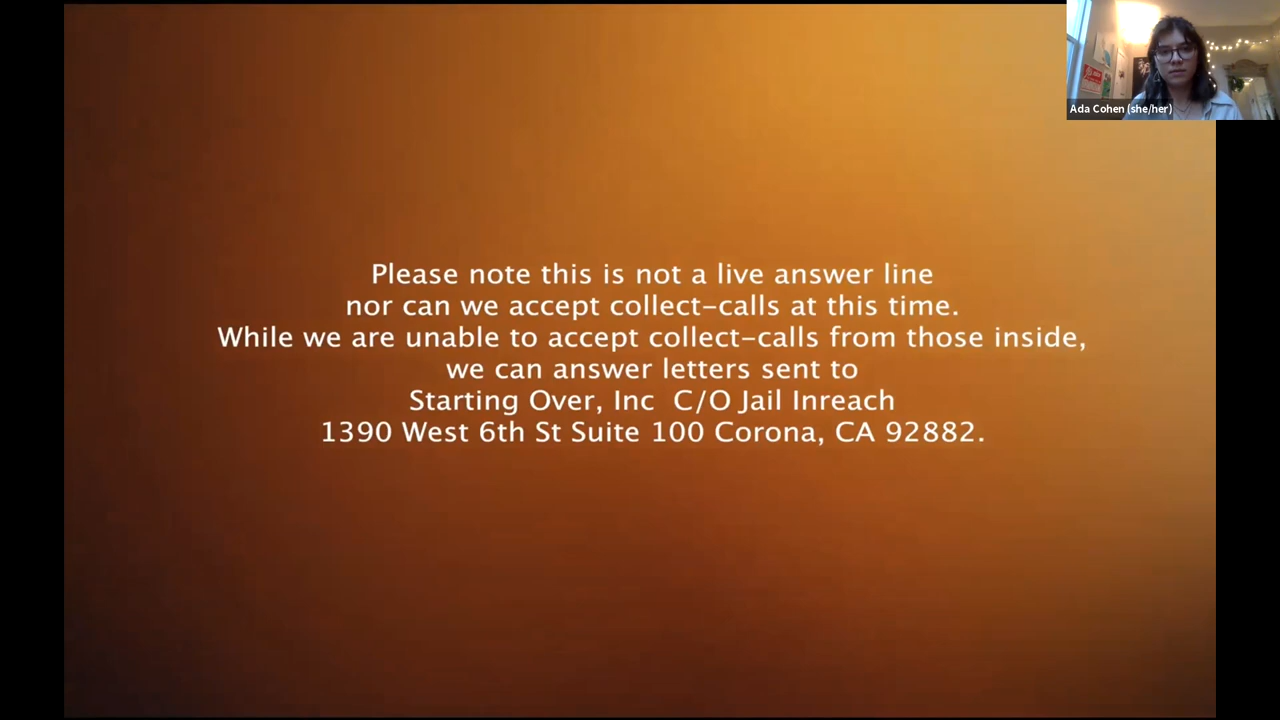 Ada Cohen (she/her)
Please note this is not a live answer line
nor can we accept collect-calls at this time.
While we are unable to accept collect-calls from those inside,
we can answer letters sent to
Starting Over, Inc  C/O Jail Inreach
1390 West 6th St Suite 100 Corona, CA 92882.